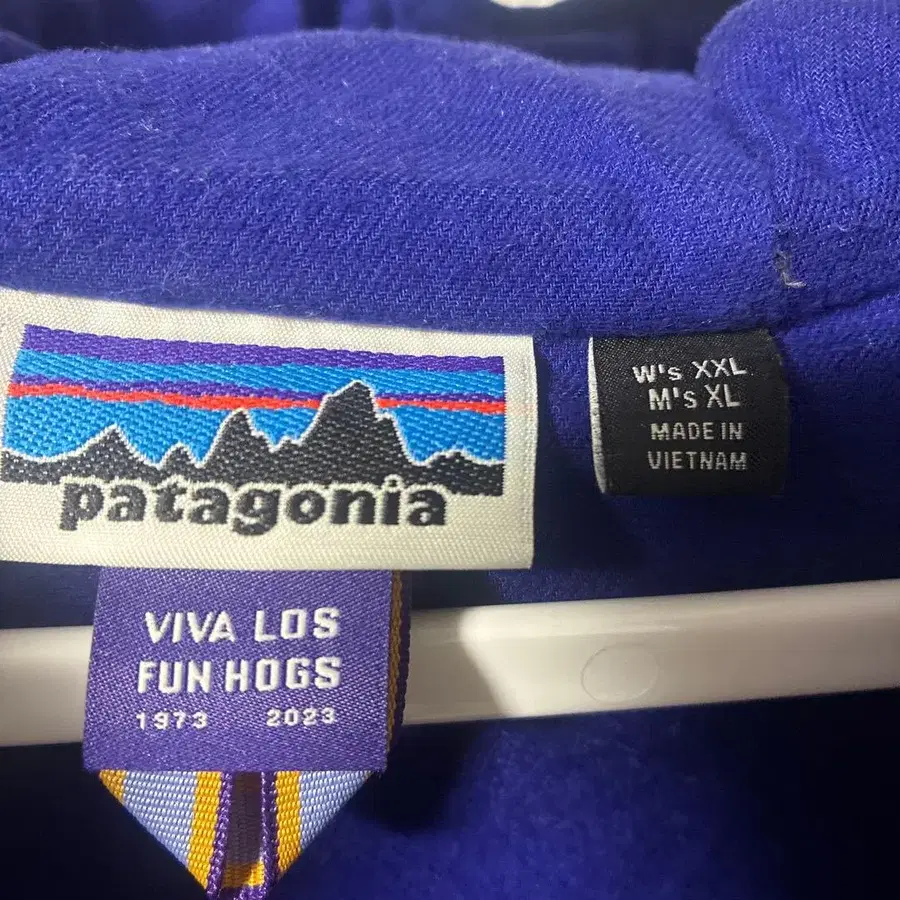 patagonia
VIVA LOS
FUN HOGS
1973 2023
W's XXL
M's XL
MADE IN
VIETNAM